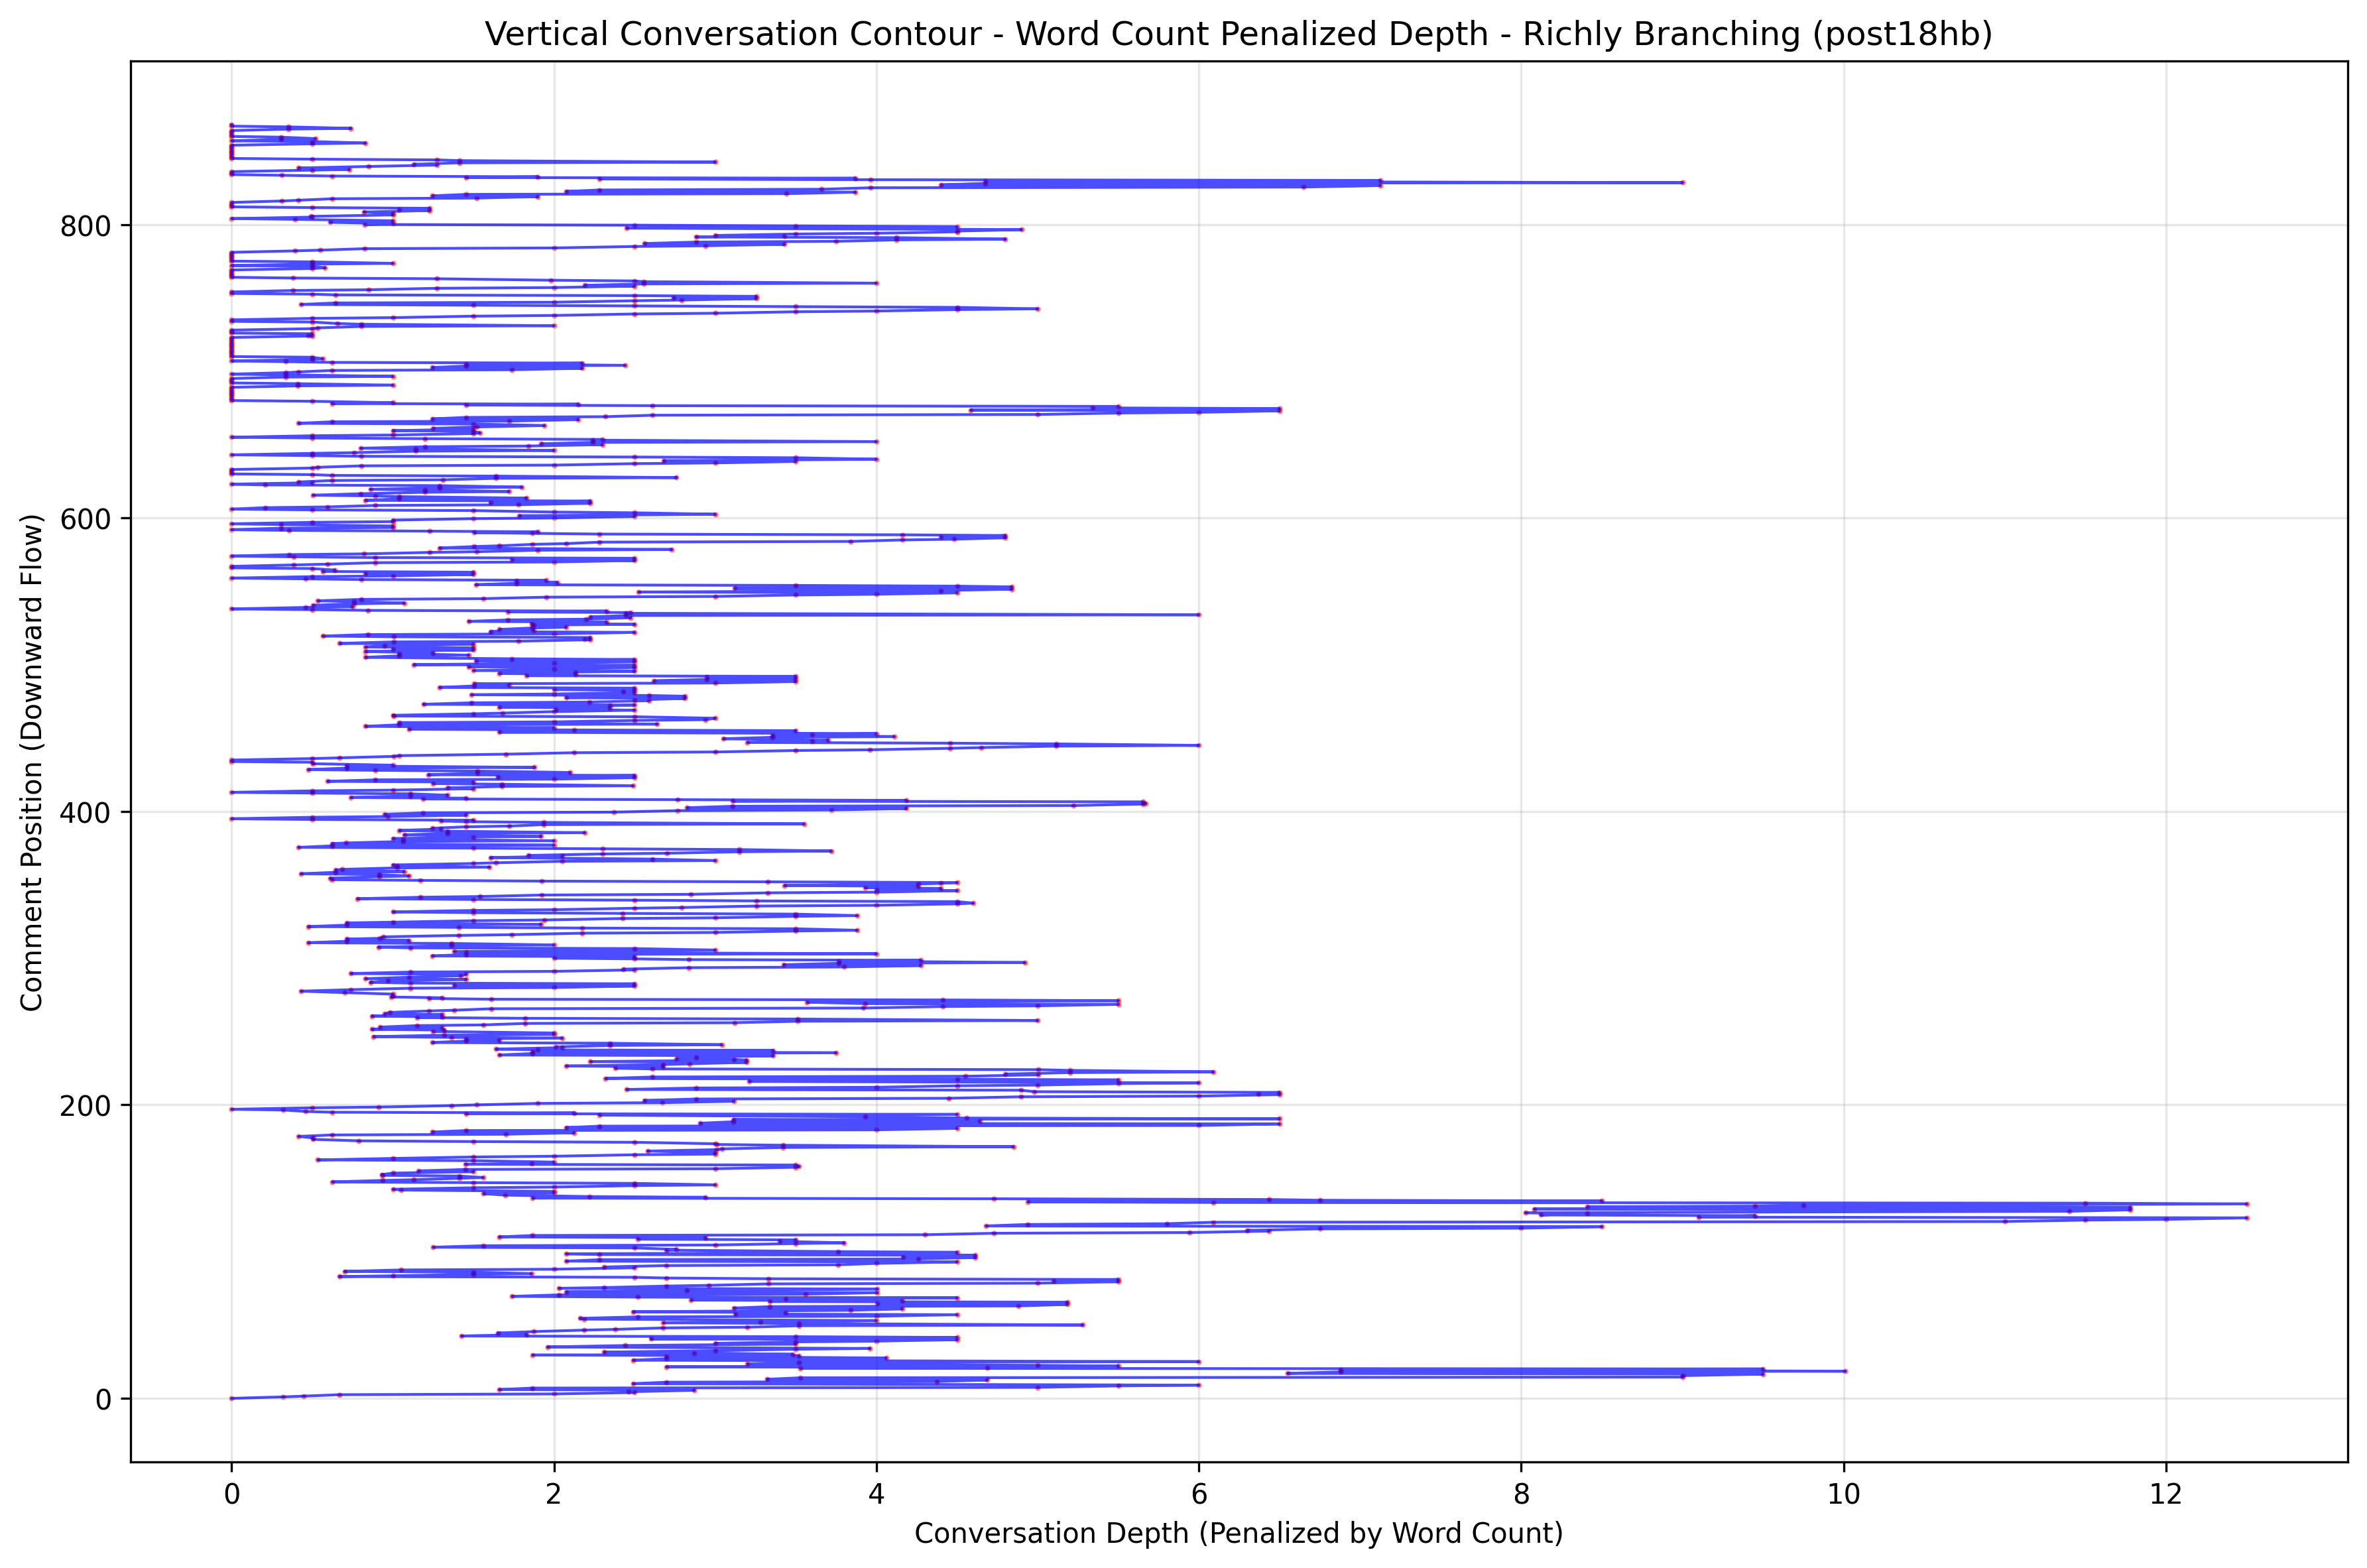 Vertical Conversation Contour - Word Count Penalized Depth - Richly Branching (post18hb)
Comment Position (Downward Flow)
800
600
400
200
0
0 2 4 6 8 10 12
Conversation Depth (Penalized by Word Count)